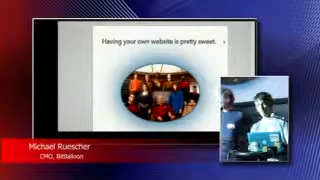 Having your own website is pretty sweet.
Michael Ruescher
CMO, BitBalloon